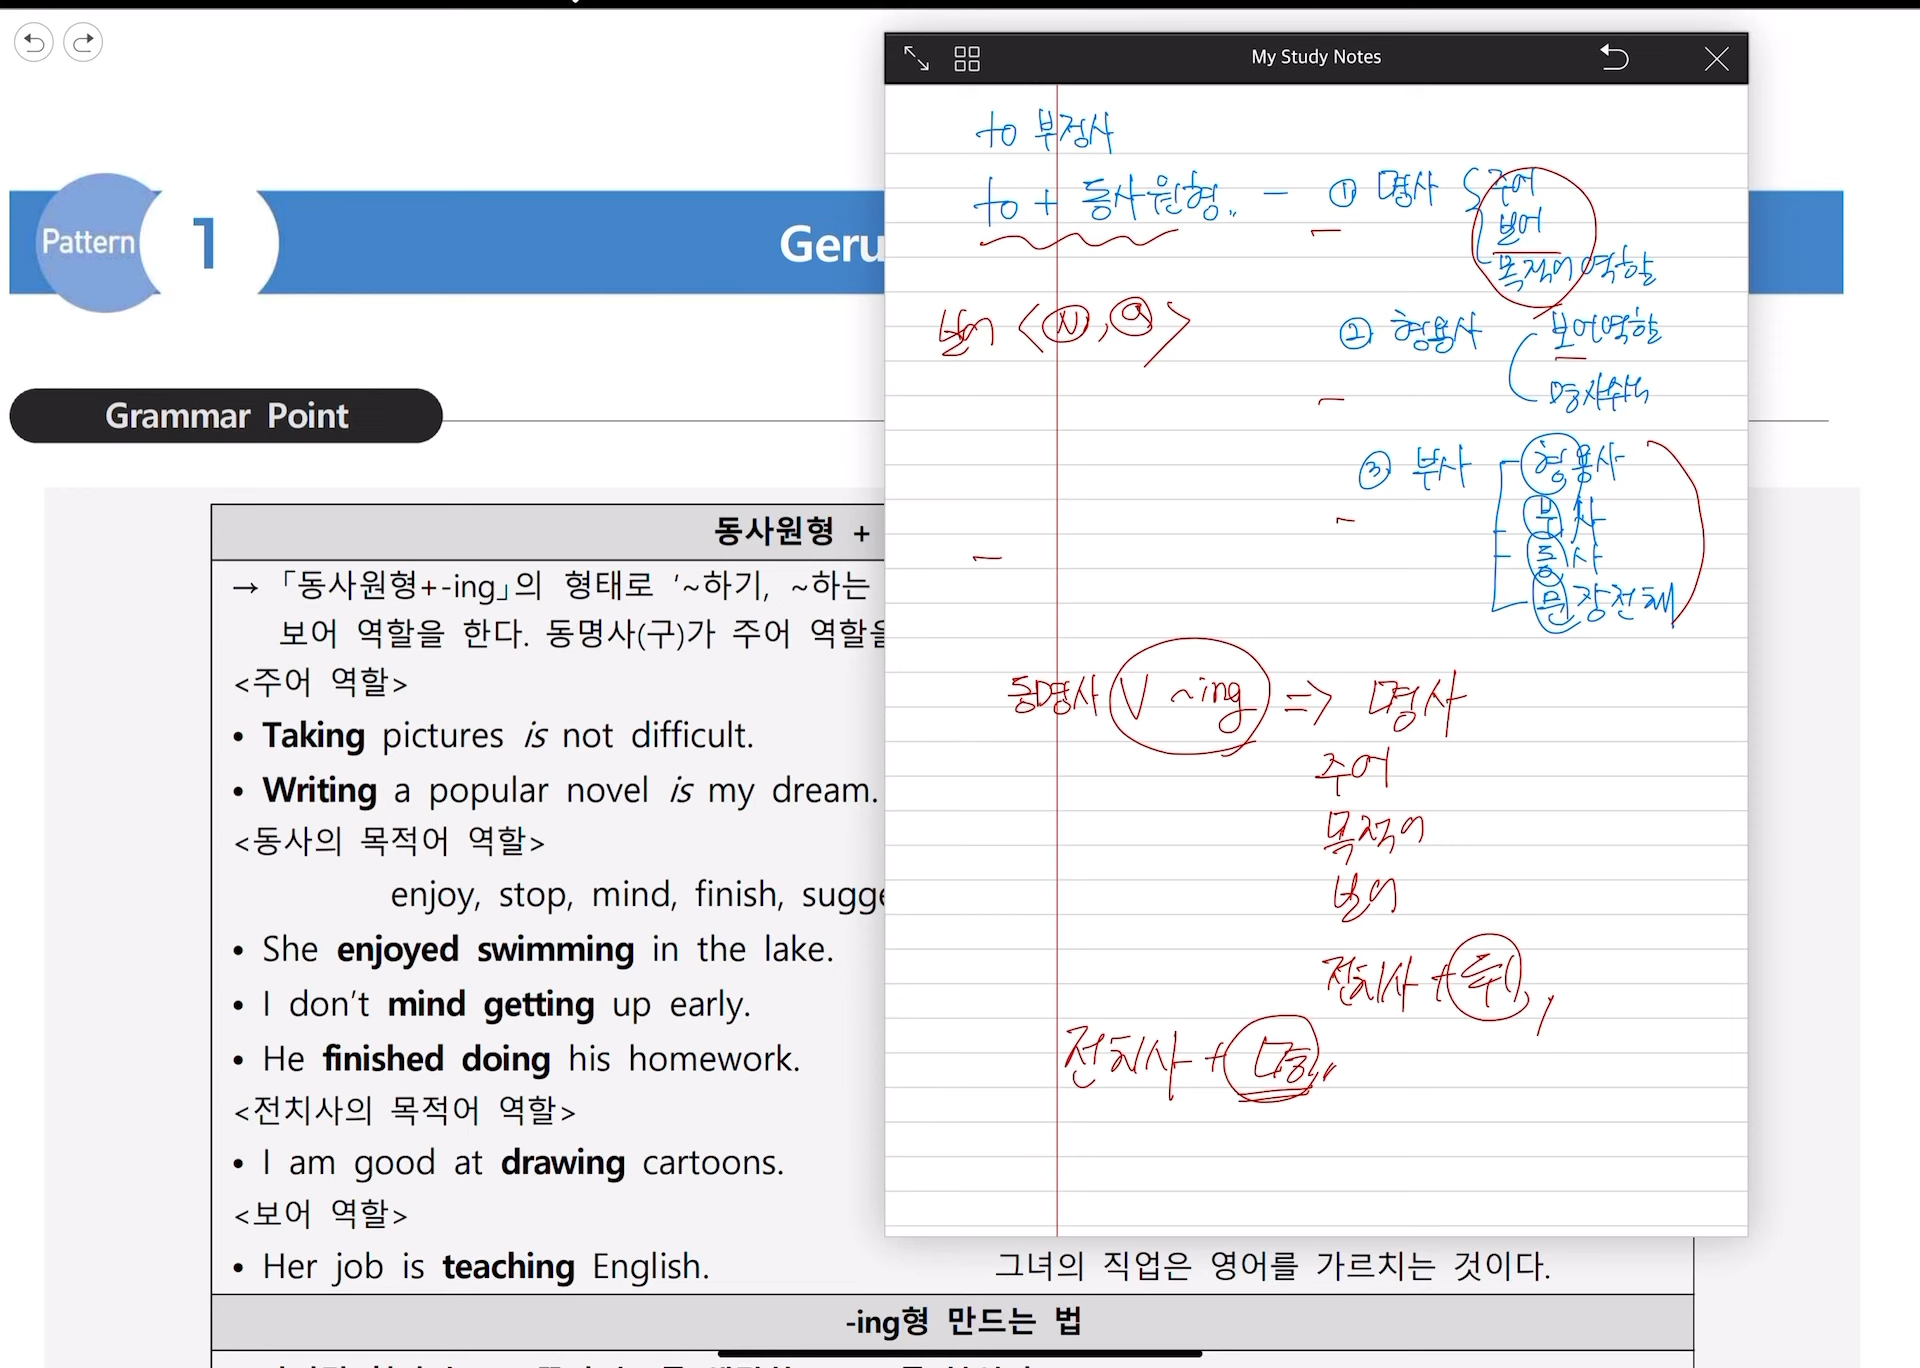 Pattern 1 Geru
Grammar Point
동사원형 +
→ 「동사원형+-ing」의 형태로 '~하기, ~하는
보어 역할을 한다. 동명사(구)가 주어 역할을
<주어 역할>
• Taking pictures is not difficult.
• Writing a popular novel is my dream.
<동사의 목적어 역할>
enjoy, stop, mind, finish, sugge
• She enjoyed swimming in the lake.
• I don't mind getting up early.
• He finished doing his homework.
<전치사의 목적어 역할>
• I am good at drawing cartoons.
<보어 역할>
• Her job is teaching English.
그녀의 직업은 영어를 가르치는 것이다.
-ing형 만드는 법
My Study Notes
to 부정사
to + 동사원형 - ① 명사 주어
보어
목적어 역할
보어 < N, a >
② 형용사 보어역할
명사수식
③ 부사 형용사
부사
동사
문장전체
동명사 V ~ing => 명사
주어
목적어
보어
전치사 + 뒤
전치사 + 명